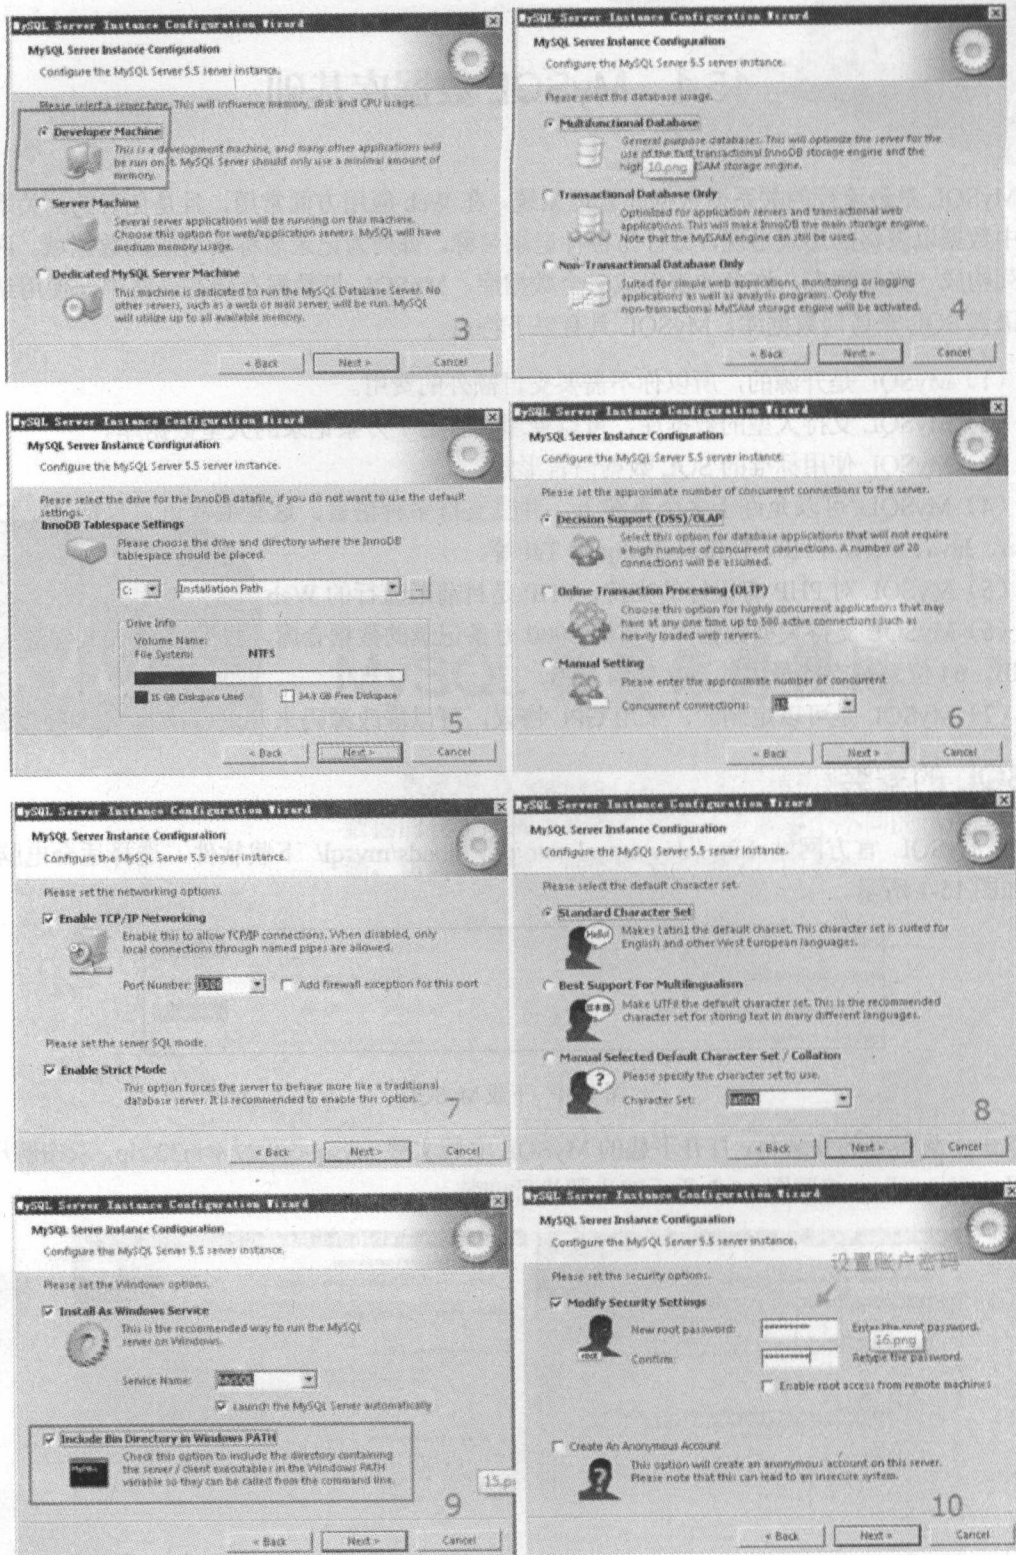 MySQL Server Instance Configuration Wizard
MySQL Server Instance Configuration
Configure the MySQL Server 5.5 server instance.
Please select a server type. This will influence memory, disk and CPU usage.
Developer Machine
This is a development machine, and many other applications will
be run on it. MySQL Server should only use a minimal amount of
memory.
Server Machine
Several server applications will be running on this machine.
Choose this option for web/application servers. MySQL will have
medium memory usage.
Dedicated MySQL Server Machine
This machine is dedicated to run the MySQL Database Server. No
other servers, such as a web or mail server, will be run. MySQL
will utilize up to all available memory.
3
< Back
Next >
Cancel
MySQL Server Instance Configuration Wizard
MySQL Server Instance Configuration
Configure the MySQL Server 5.5 server instance.
Please select the database usage.
Multifunctional Database
General purpose databases. This will optimize the server for the
use of the fast transactional InnoDB storage engine and the
high 10.png ISAM storage engine.
Transactional Database Only
Optimized for application servers and transactional web
applications. This will make InnoDB the main storage engine.
Note that the MyISAM engine can still be used.
Non-Transactional Database Only
Suited for simple web applications, monitoring or logging
applications as well as analysis programs. Only the
non-transactional MyISAM storage engine will be activated.
4
< Back
Next >
Cancel
MySQL Server Instance Configuration Wizard
MySQL Server Instance Configuration
Configure the MySQL Server 5.5 server instance.
Please select the drive for the InnoDB datafile, if you do not want to use the default
settings.
InnoDB Tablespace Settings
Please choose the drive and directory where the InnoDB
tablespace should be placed.
C:
Installation Path
...
Drive Info
Volume Name:
File System: NTFS
15 GB Diskspace Used
34.9 GB Free Diskspace
5
< Back
Next >
Cancel
MySQL Server Instance Configuration Wizard
MySQL Server Instance Configuration
Configure the MySQL Server 5.5 server instance.
Please set the approximate number of concurrent connections to the server.
Decision Support (DSS)/OLAP
Select this option for database applications that will not require
a high number of concurrent connections. A number of 20
connections will be assumed.
Online Transaction Processing (OLTP)
Choose this option for highly concurrent applications that may
have at any one time up to 500 active connections such as
heavily loaded web servers.
Manual Setting
Please enter the approximate number of concurrent
Concurrent connections: 15
6
< Back
Next >
Cancel
MySQL Server Instance Configuration Wizard
MySQL Server Instance Configuration
Configure the MySQL Server 5.5 server instance.
Please set the networking options.
Enable TCP/IP Networking
Enable this to allow TCP/IP connections. When disabled, only
local connections through named pipes are allowed.
Port Number: 3306
Add firewall exception for this port
Please set the server SQL mode.
Enable Strict Mode
This option forces the server to behave more like a traditional
database server. It is recommended to enable this option.
7
< Back
Next >
Cancel
MySQL Server Instance Configuration Wizard
MySQL Server Instance Configuration
Configure the MySQL Server 5.5 server instance.
Please select the default character set.
Standard Character Set
Hello!
Makes Latin1 the default charset. This character set is suited for
English and other West European languages.
Best Support For Multilingualism
日本語
Make UTF8 the default character set. This is the recommended
character set for storing text in many different languages.
Manual Selected Default Character Set / Collation
?
Please specify the character set to use.
Character Set: latin1
8
< Back
Next >
Cancel
MySQL Server Instance Configuration Wizard
MySQL Server Instance Configuration
Configure the MySQL Server 5.5 server instance.
Please set the Windows options.
Install As Windows Service
This is the recommended way to run the MySQL
server on Windows.
Service Name: MySQL
Launch the MySQL Server automatically
Include Bin Directory in Windows PATH
Check this option to include the directory containing
the server / client executables in the Windows PATH
variable so they can be called from the command line.
9
15.p
< Back
Next >
Cancel
MySQL Server Instance Configuration Wizard
MySQL Server Instance Configuration
Configure the MySQL Server 5.5 server instance.
设置账户密码
Please set the security options.
Modify Security Settings
root
New root password: ********* Enter the root password.
16.png
Confirm: ********* Retype the password.
Enable root access from remote machines
Create An Anonymous Account
?
This option will create an anonymous account on this server.
Please note that this can lead to an insecure system.
10
< Back
Next >
Cancel